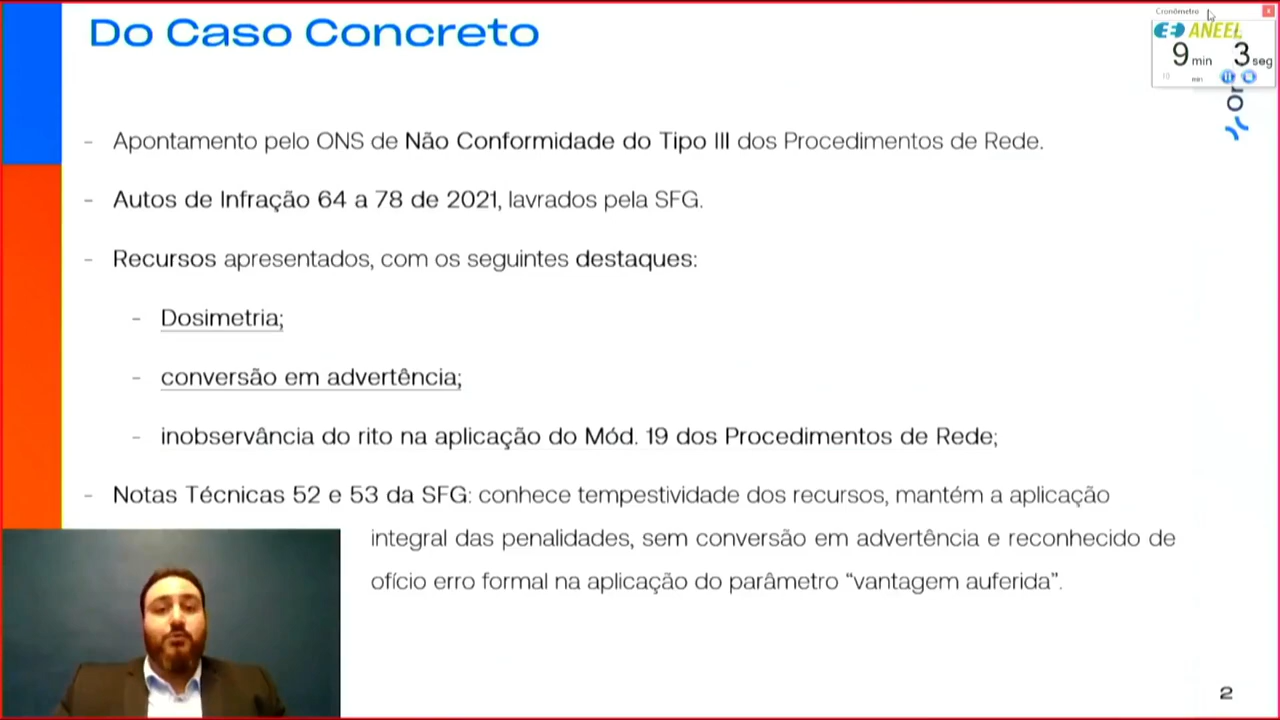 Do Caso Concreto
Cronômetro
ANEEL
9 min 3 seg
10 min
- Apontamento pelo ONS de Não Conformidade do Tipo III dos Procedimentos de Rede.
- Autos de Infração 64 a 78 de 2021, lavrados pela SFG.
- Recursos apresentados, com os seguintes destaques:
- Dosimetria;
- conversão em advertência;
- inobservância do rito na aplicação do Mód. 19 dos Procedimentos de Rede;
- Notas Técnicas 52 e 53 da SFG: conhece tempestividade dos recursos, mantém a aplicação
integral das penalidades, sem conversão em advertência e reconhecido de
ofício erro formal na aplicação do parâmetro “vantagem auferida”.
2